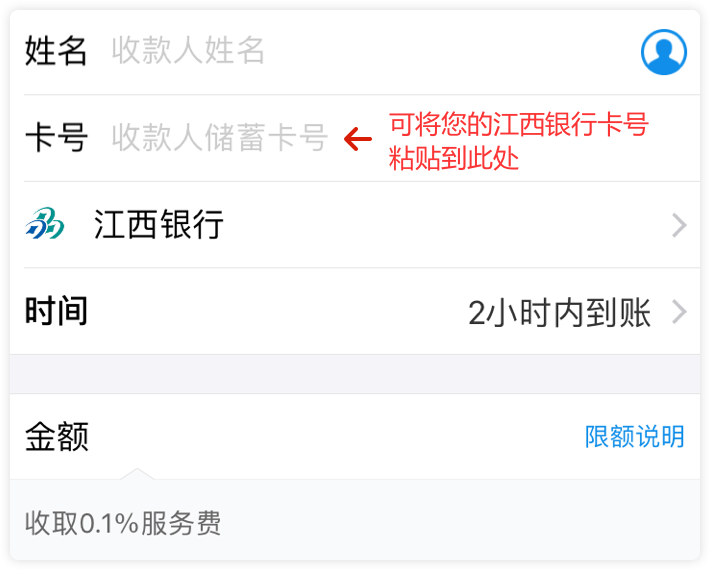 姓名 收款人姓名
卡号 收款人储蓄卡号 可将您的江西银行卡号
粘贴到此处
江西银行
时间 2小时内到账
金额 限额说明
收取0.1%服务费